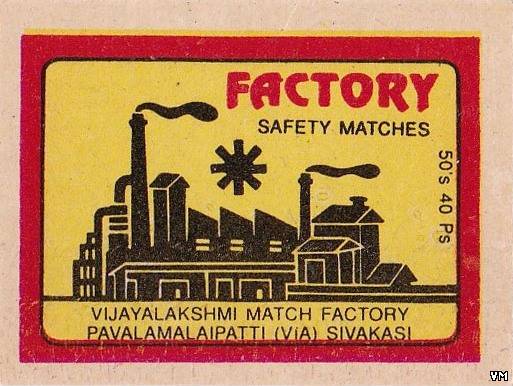 FACTORY
SAFETY MATCHES
50's 40 Ps
VIJAYALAKSHMI MATCH FACTORY
PAVALAMALAIPATTI (ViA) SIVAKASI
VM